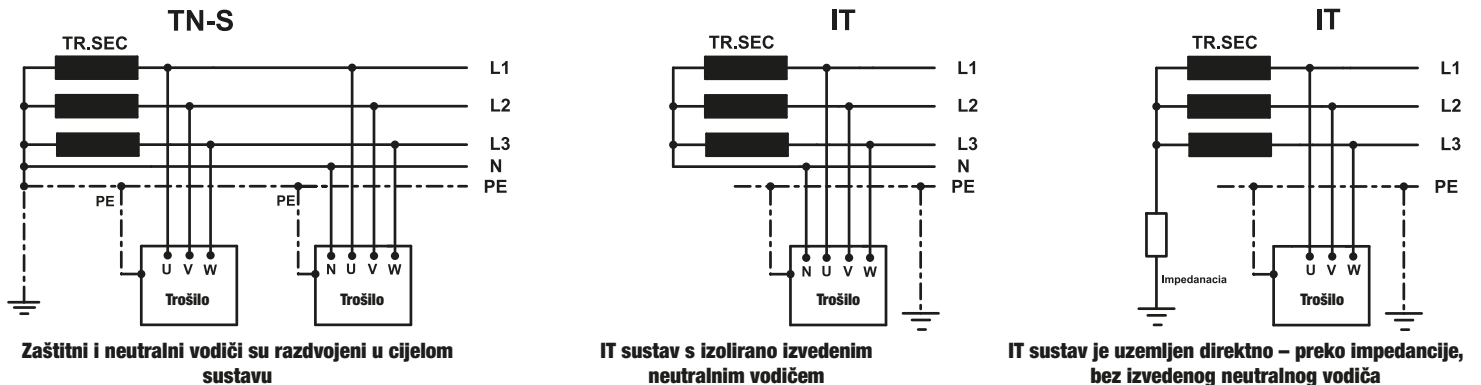 TN-S
TR.SEC
L1
L2
L3
N
PE
PE
PE
U V W
Trošilo
N U V W
Trošilo
Zaštitni i neutralni vodiči su razdvojeni u cijelom
sustavu
IT
TR.SEC
L1
L2
L3
N
PE
N U V W
Trošilo
IT sustav s izolirano izvedenim
neutralnim vodičem
IT
TR.SEC
L1
L2
L3
PE
Impedanacia
U V W
Trošilo
IT sustav je uzemljen direktno – preko impedancije,
bez izvedenog neutralnog vodiča